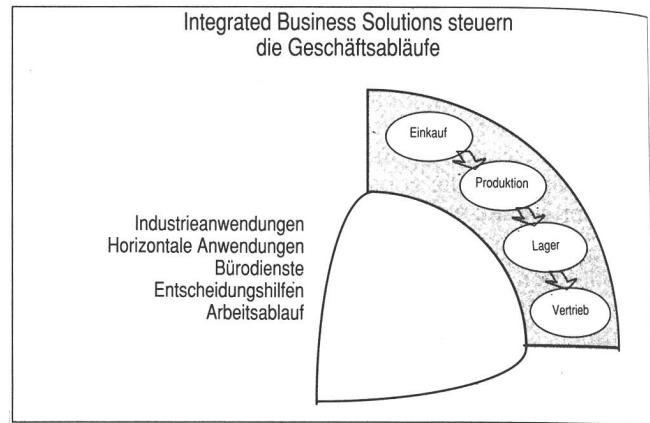 Integrated Business Solutions steuern
die Geschäftsabläufe
Einkauf
Produktion
Lager
Vertrieb
Industrieanwendungen
Horizontale Anwendungen
Bürodienste
Entscheidungshilfen
Arbeitsablauf